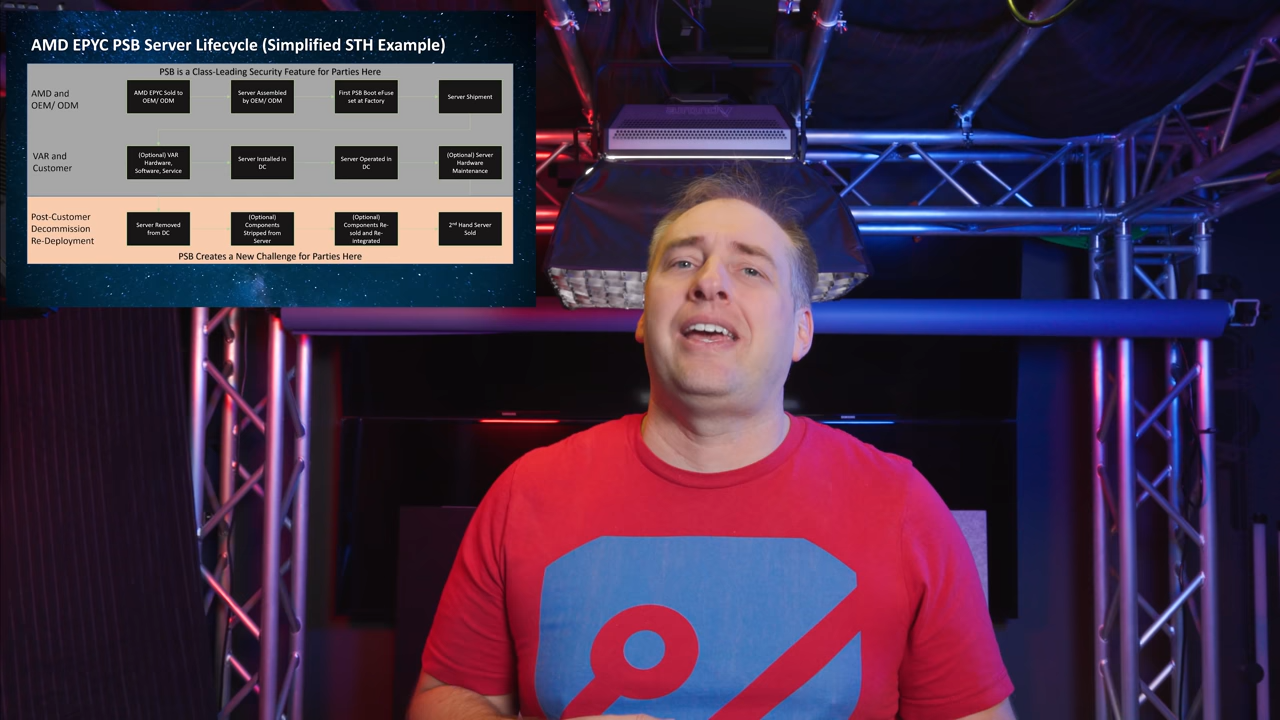 AMD EPYC PSB Server Lifecycle (Simplified STH Example)
PSB is a Class-Leading Security Feature for Parties Here
AMD and
OEM/ ODM
AMD EPYC Sold to
OEM/ ODM
Server Assembled
by OEM/ ODM
First PSB Boot eFuse
set at Factory
Server Shipment
VAR and
Customer
(Optional) VAR
Hardware,
Software, Service
Server Installed in
DC
Server Operated in
DC
(Optional) Server
Hardware
Maintenance
Post-Customer
Decommission
Re-Deployment
Server Removed
from DC
(Optional)
Components
Stripped from
Server
(Optional)
Components Re-
sold and Re-
integrated
2nd Hand Server
Sold
PSB Creates a New Challenge for Parties Here
Aputure